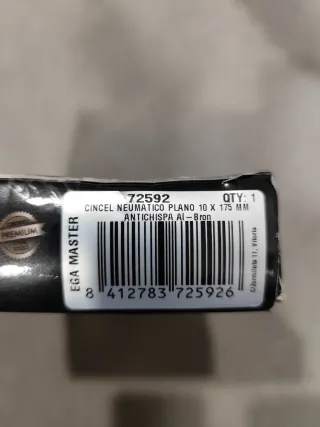 PREMIUM
EGA MASTER
72592 QTY: 1
CINCEL NEUMATICO PLANO 10 X 175 MM
ANTICHISPA Al-Bron
8 412783 725926